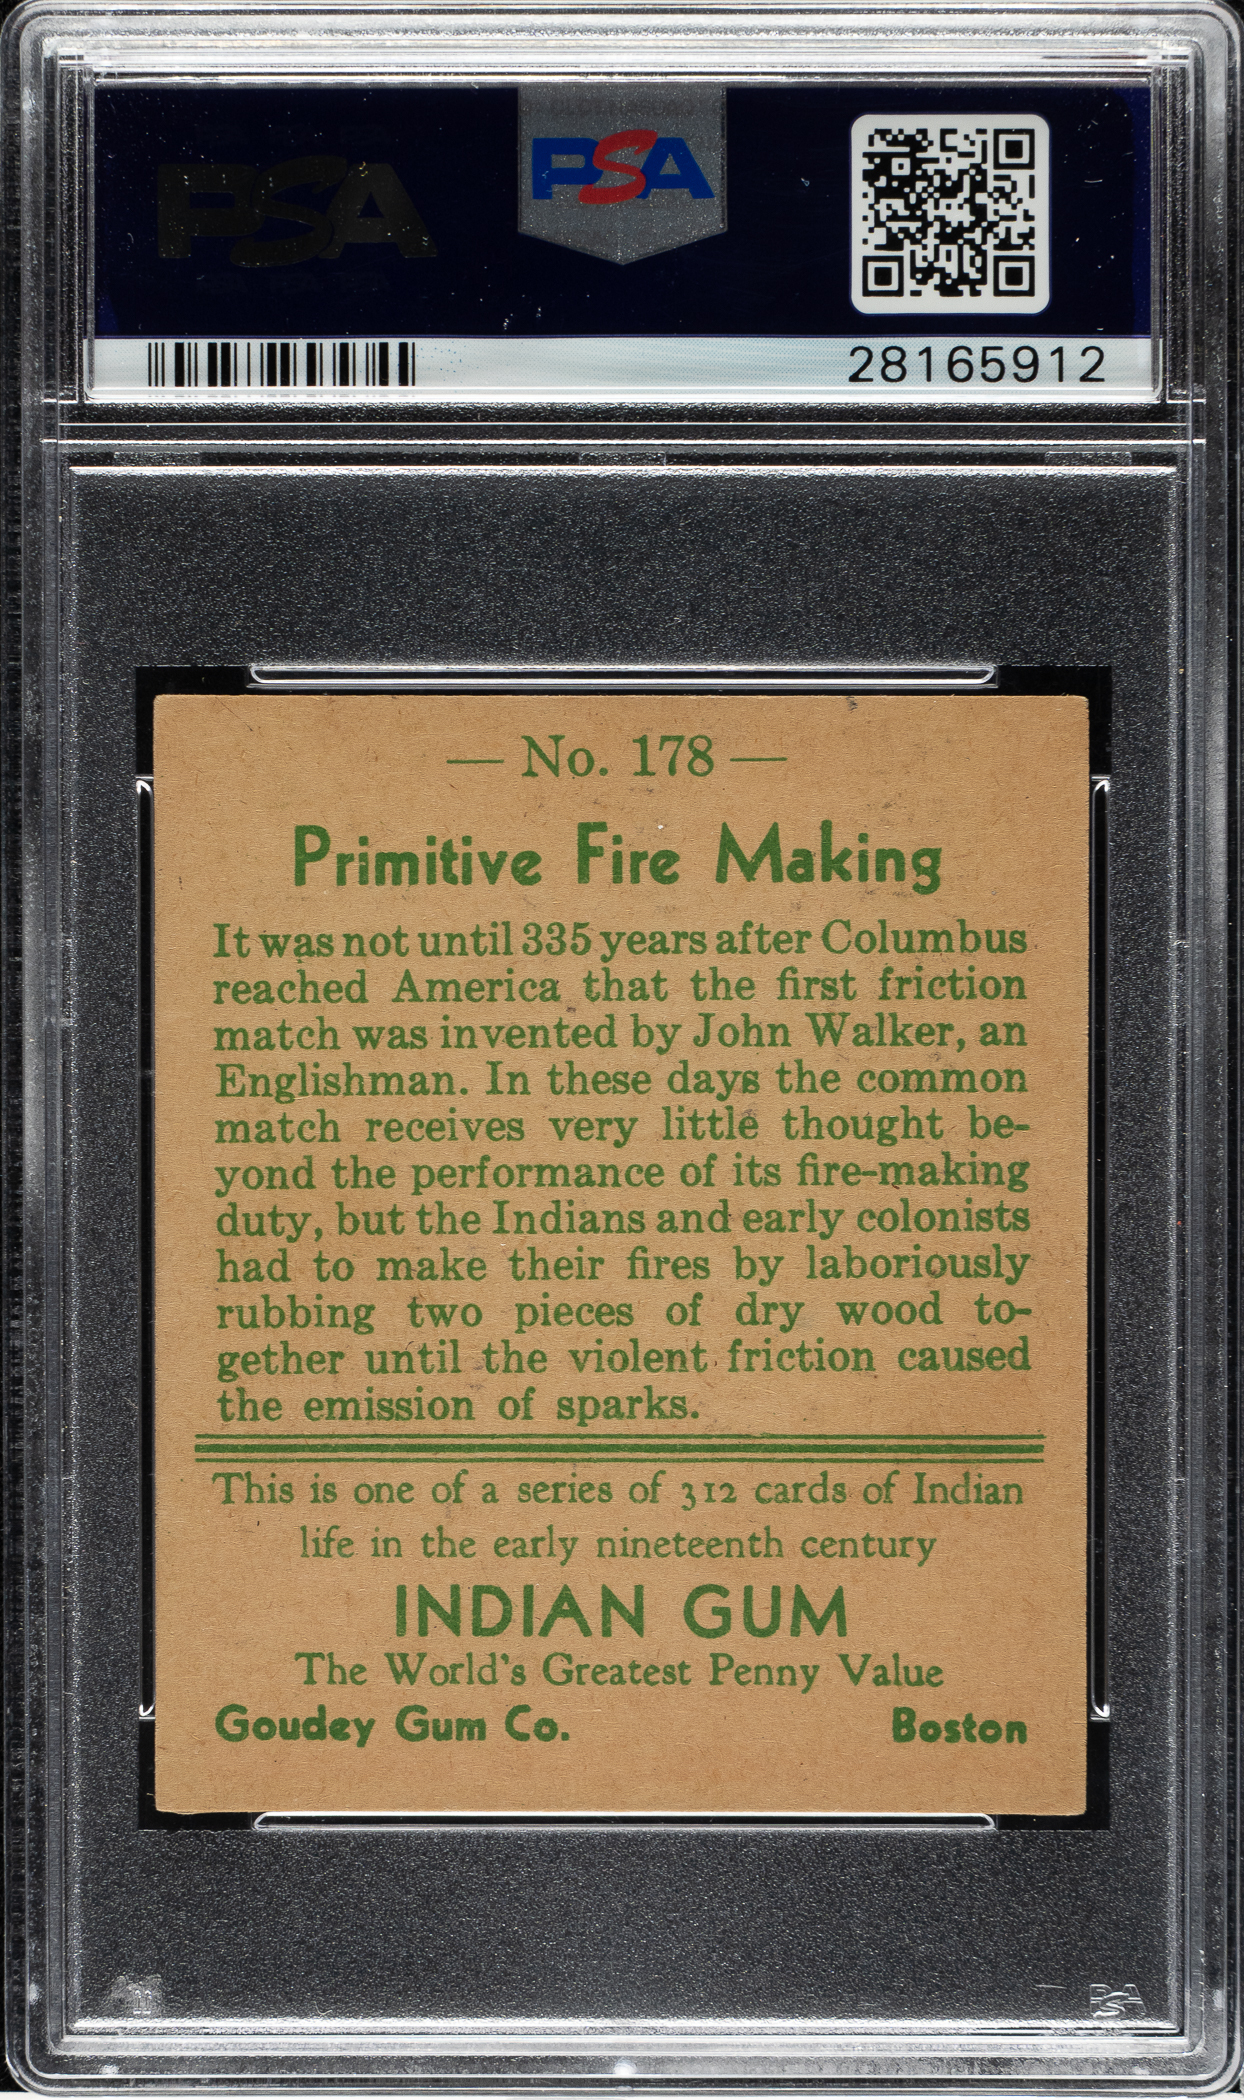 PSA
PSA
28165912
— No. 178 —
Primitive Fire Making
It was not until 335 years after Columbus
reached America that the first friction
match was invented by John Walker, an
Englishman. In these days the common
match receives very little thought be-
yond the performance of its fire-making
duty, but the Indians and early colonists
had to make their fires by laboriously
rubbing two pieces of dry wood to-
gether until the violent friction caused
the emission of sparks.
This is one of a series of 312 cards of Indian
life in the early nineteenth century
INDIAN GUM
The World's Greatest Penny Value
Goudey Gum Co. Boston
11
PSA